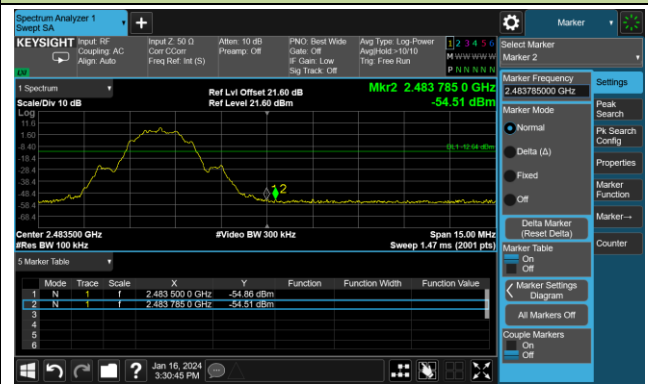 Spectrum Analyzer 1
Swept SA
Marker
KEYSIGHT
Input: RF
Coupling: AC
Align: Auto
Input Z: 50 Ω
Corr CCorr
Freq Ref: Int (S)
Atten: 10 dB
Preamp: Off
PNO: Best Wide
Gate: Off
IF Gain: Low
Sig Track: Off
Avg Type: Log-Power
Avg|Hold:>10/10
Trig: Free Run
1 2 3 4 5 6
M W W W W W
P N N N N N
LXI
Select Marker
Marker 2
1 Spectrum
Scale/Div 10 dB
Ref Lvl Offset 21.60 dB
Ref Level 21.60 dBm
Mkr2 2.483 785 0 GHz
-54.51 dBm
Log
11.6
1.60
-8.40
-18.4
-28.4
-38.4
-48.4
-58.4
-68.4
DL1 -12.64 dBm
1
2
Center 2.483500 GHz
#Res BW 100 kHz
#Video BW 300 kHz
Span 15.00 MHz
Sweep 1.47 ms (2001 pts)
5 Marker Table
Mode Trace Scale X Y Function Function Width Function Value
1 N 1 f 2.483 500 0 GHz -54.86 dBm
2 N 1 f 2.483 785 0 GHz -54.51 dBm
3
4
5
6
Marker Frequency
2.483785000 GHz
Marker Mode
Normal
Delta (Δ)
Fixed
Off
Delta Marker
(Reset Delta)
Marker Table
On
Off
Marker Settings
Diagram
All Markers Off
Couple Markers
On
Off
Settings
Peak
Search
Pk Search
Config
Properties
Marker
Function
Marker→
Counter
?
Jan 16, 2024
3:30:45 PM